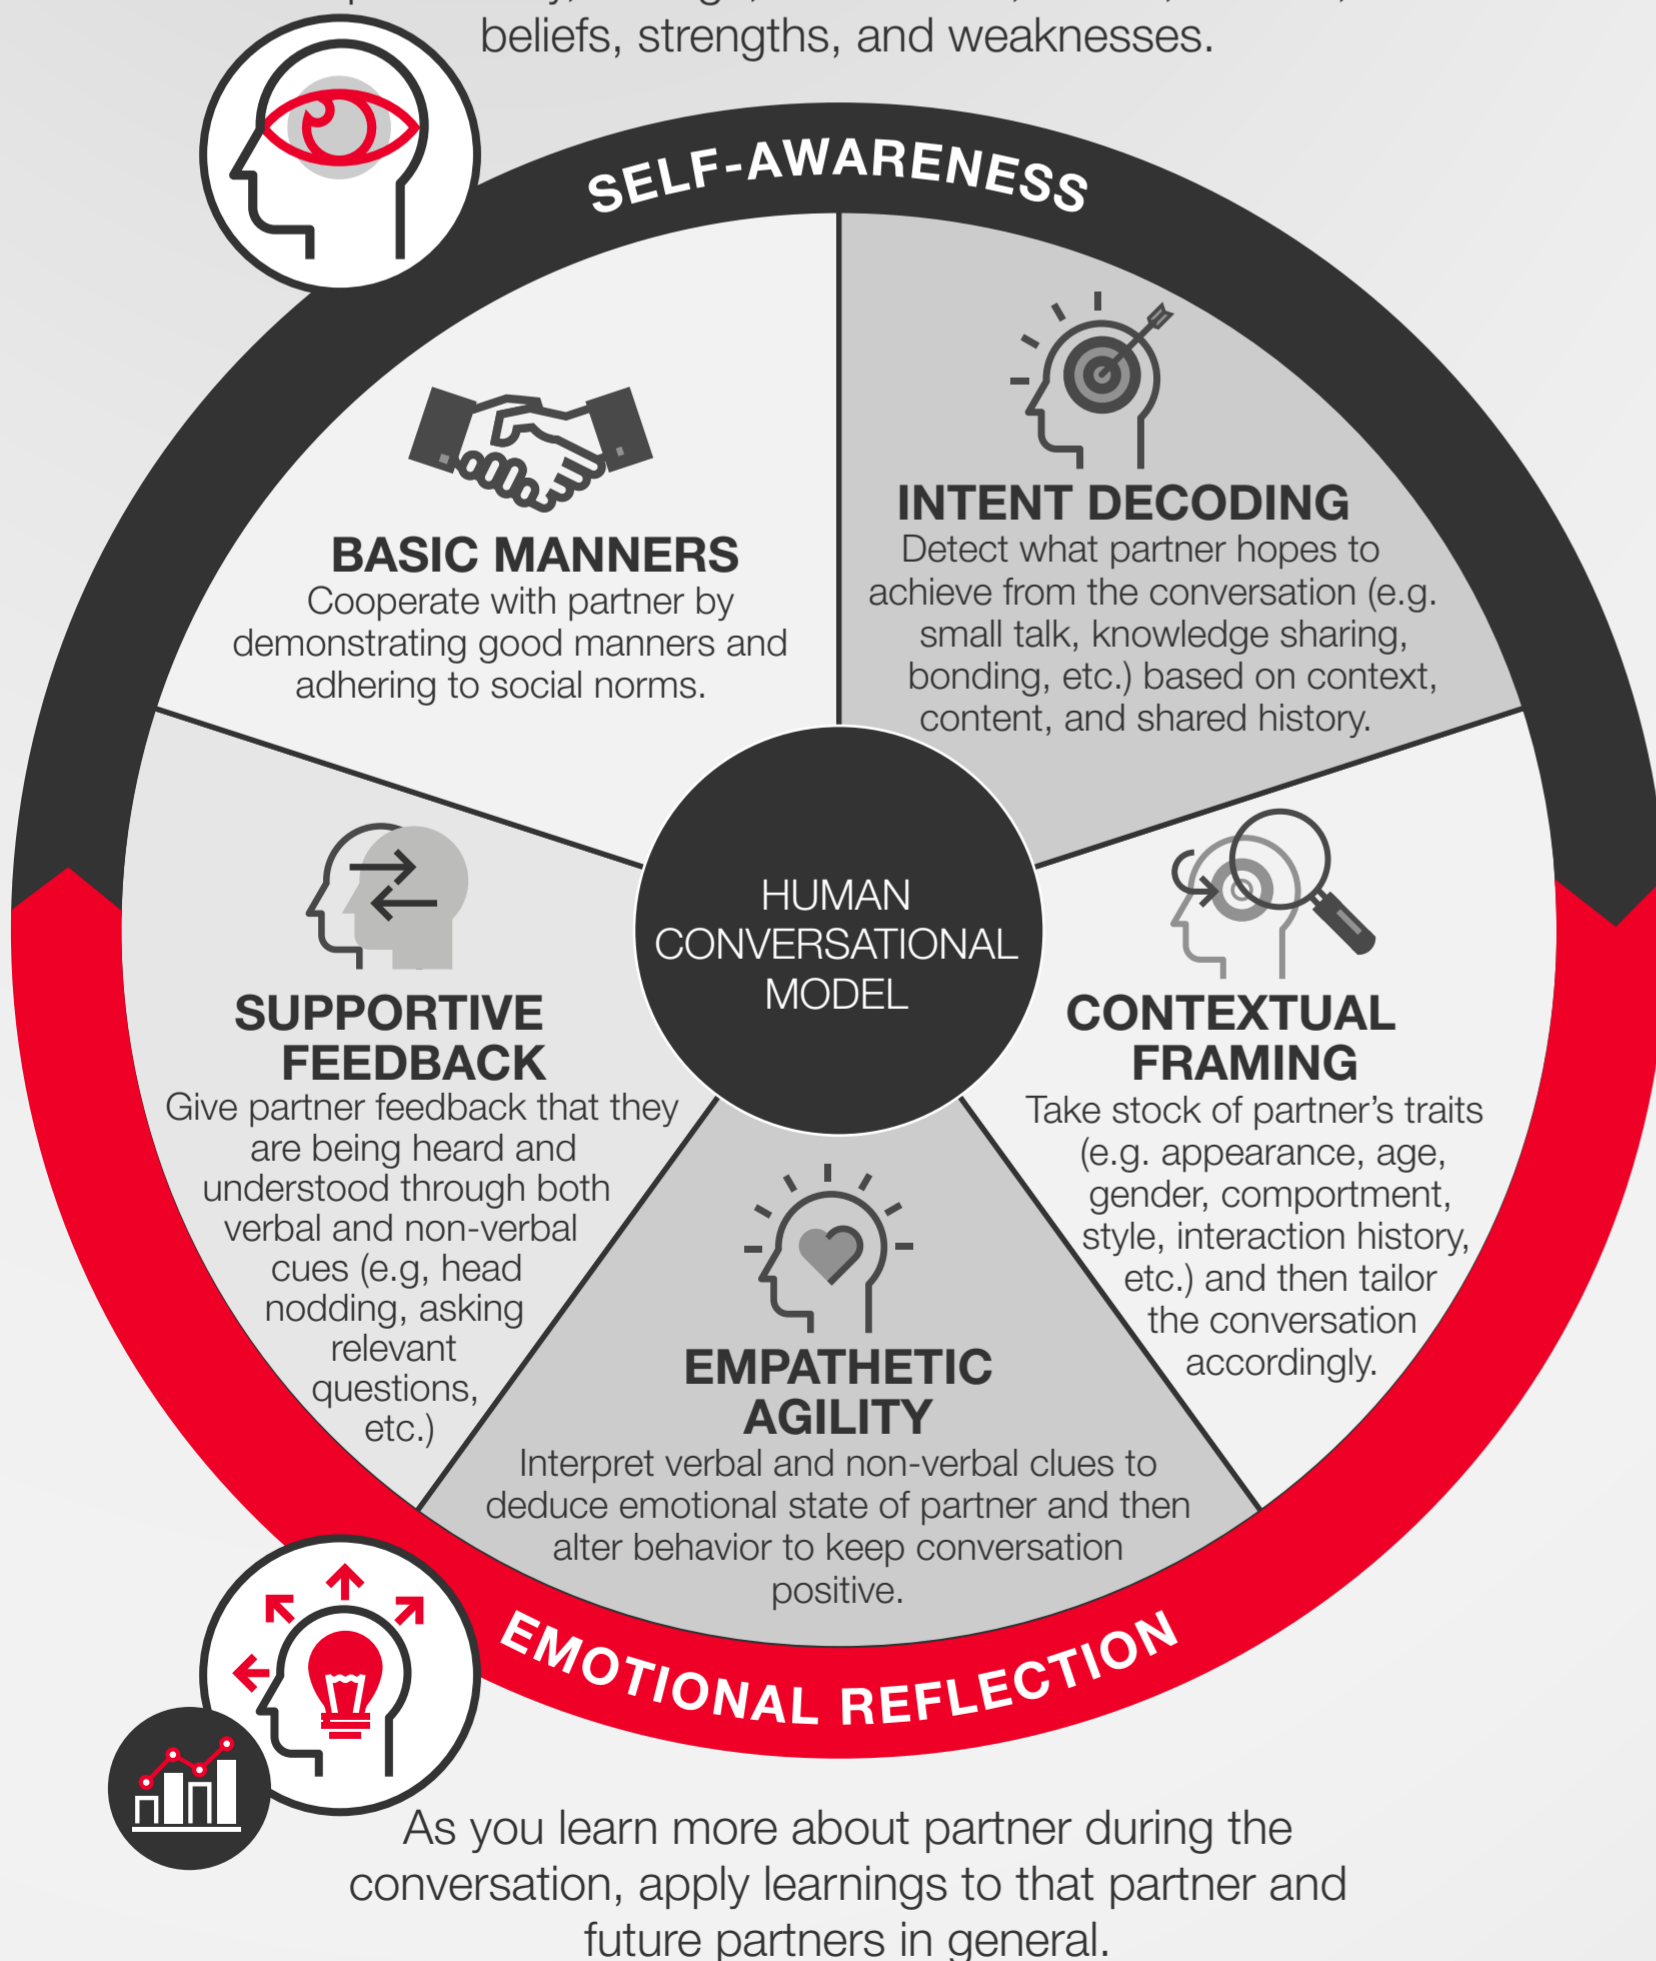 beliefs, strengths, and weaknesses.
SELF-AWARENESS
BASIC MANNERS
Cooperate with partner by
demonstrating good manners and
adhering to social norms.
INTENT DECODING
Detect what partner hopes to
achieve from the conversation (e.g.
small talk, knowledge sharing,
bonding, etc.) based on context,
content, and shared history.
HUMAN
CONVERSATIONAL
MODEL
SUPPORTIVE
FEEDBACK
Give partner feedback that they
are being heard and
understood through both
verbal and non-verbal
cues (e.g, head
nodding, asking
relevant
questions,
etc.)
CONTEXTUAL
FRAMING
Take stock of partner’s traits
(e.g. appearance, age,
gender, comportment,
style, interaction history,
etc.) and then tailor
the conversation
accordingly.
EMPATHETIC
AGILITY
Interpret verbal and non-verbal clues to
deduce emotional state of partner and then
alter behavior to keep conversation
positive.
EMOTIONAL REFLECTION
As you learn more about partner during the
conversation, apply learnings to that partner and
future partners in general.